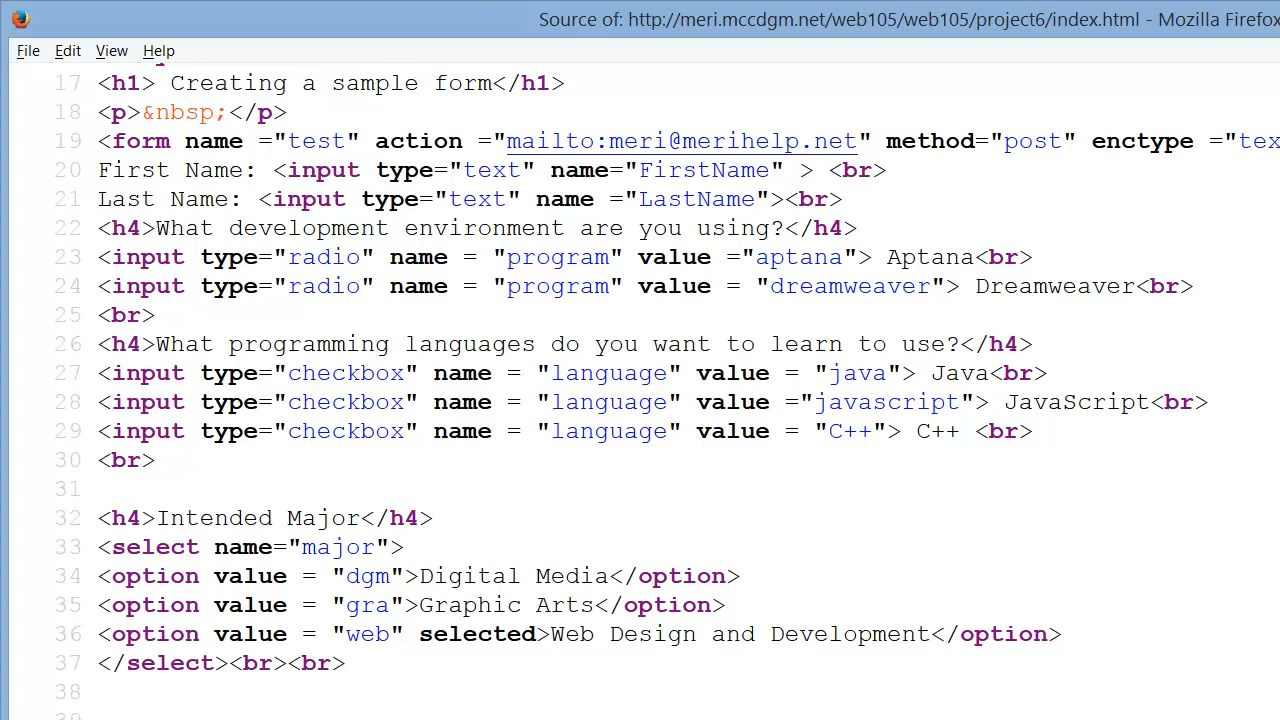 Source of: http://meri.mccdgm.net/web105/web105/project6/index.html - Mozilla Firefox
File Edit View Help
17 <h1> Creating a sample form</h1>
18 <p>&nbsp;</p>
19 <form name ="test" action ="mailto:meri@merihelp.net" method="post" enctype ="tex
20 First Name: <input type="text" name="FirstName" > <br>
21 Last Name: <input type="text" name ="LastName"><br>
22 <h4>What development environment are you using?</h4>
23 <input type="radio" name = "program" value ="aptana"> Aptana<br>
24 <input type="radio" name = "program" value = "dreamweaver"> Dreamweaver<br>
25 <br>
26 <h4>What programming languages do you want to learn to use?</h4>
27 <input type="checkbox" name = "language" value = "java"> Java<br>
28 <input type="checkbox" name = "language" value ="javascript"> JavaScript<br>
29 <input type="checkbox" name = "language" value = "C++"> C++ <br>
30 <br>
31
32 <h4>Intended Major</h4>
33 <select name="major">
34 <option value = "dgm">Digital Media</option>
35 <option value = "gra">Graphic Arts</option>
36 <option value = "web" selected>Web Design and Development</option>
37 </select><br><br>
38
39